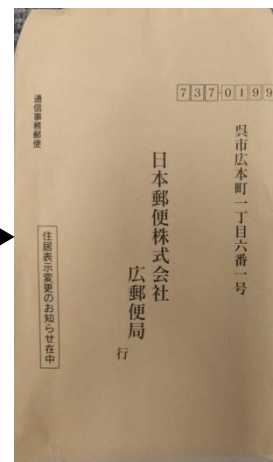 737-0199
呉市広本町一丁目六番一号
日本郵便株式会社
広郵便局
行
通信事務郵便
住居表示変更のお知らせ在中